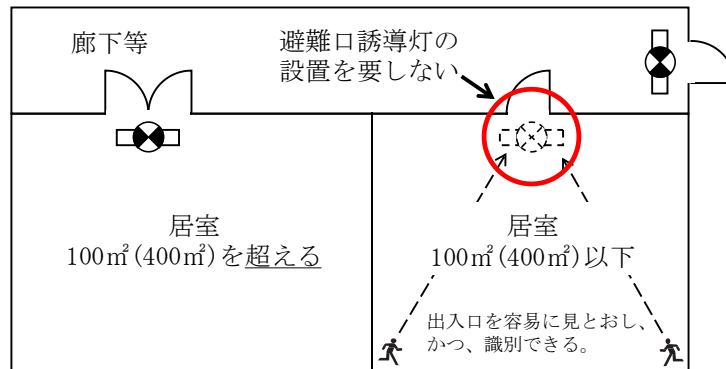 廊下等
避難口誘導灯の
設置を要しない
居室
100㎡(400㎡)を超える
居室
100㎡(400㎡)以下
出入口を容易に見とおし、
かつ、識別できる。